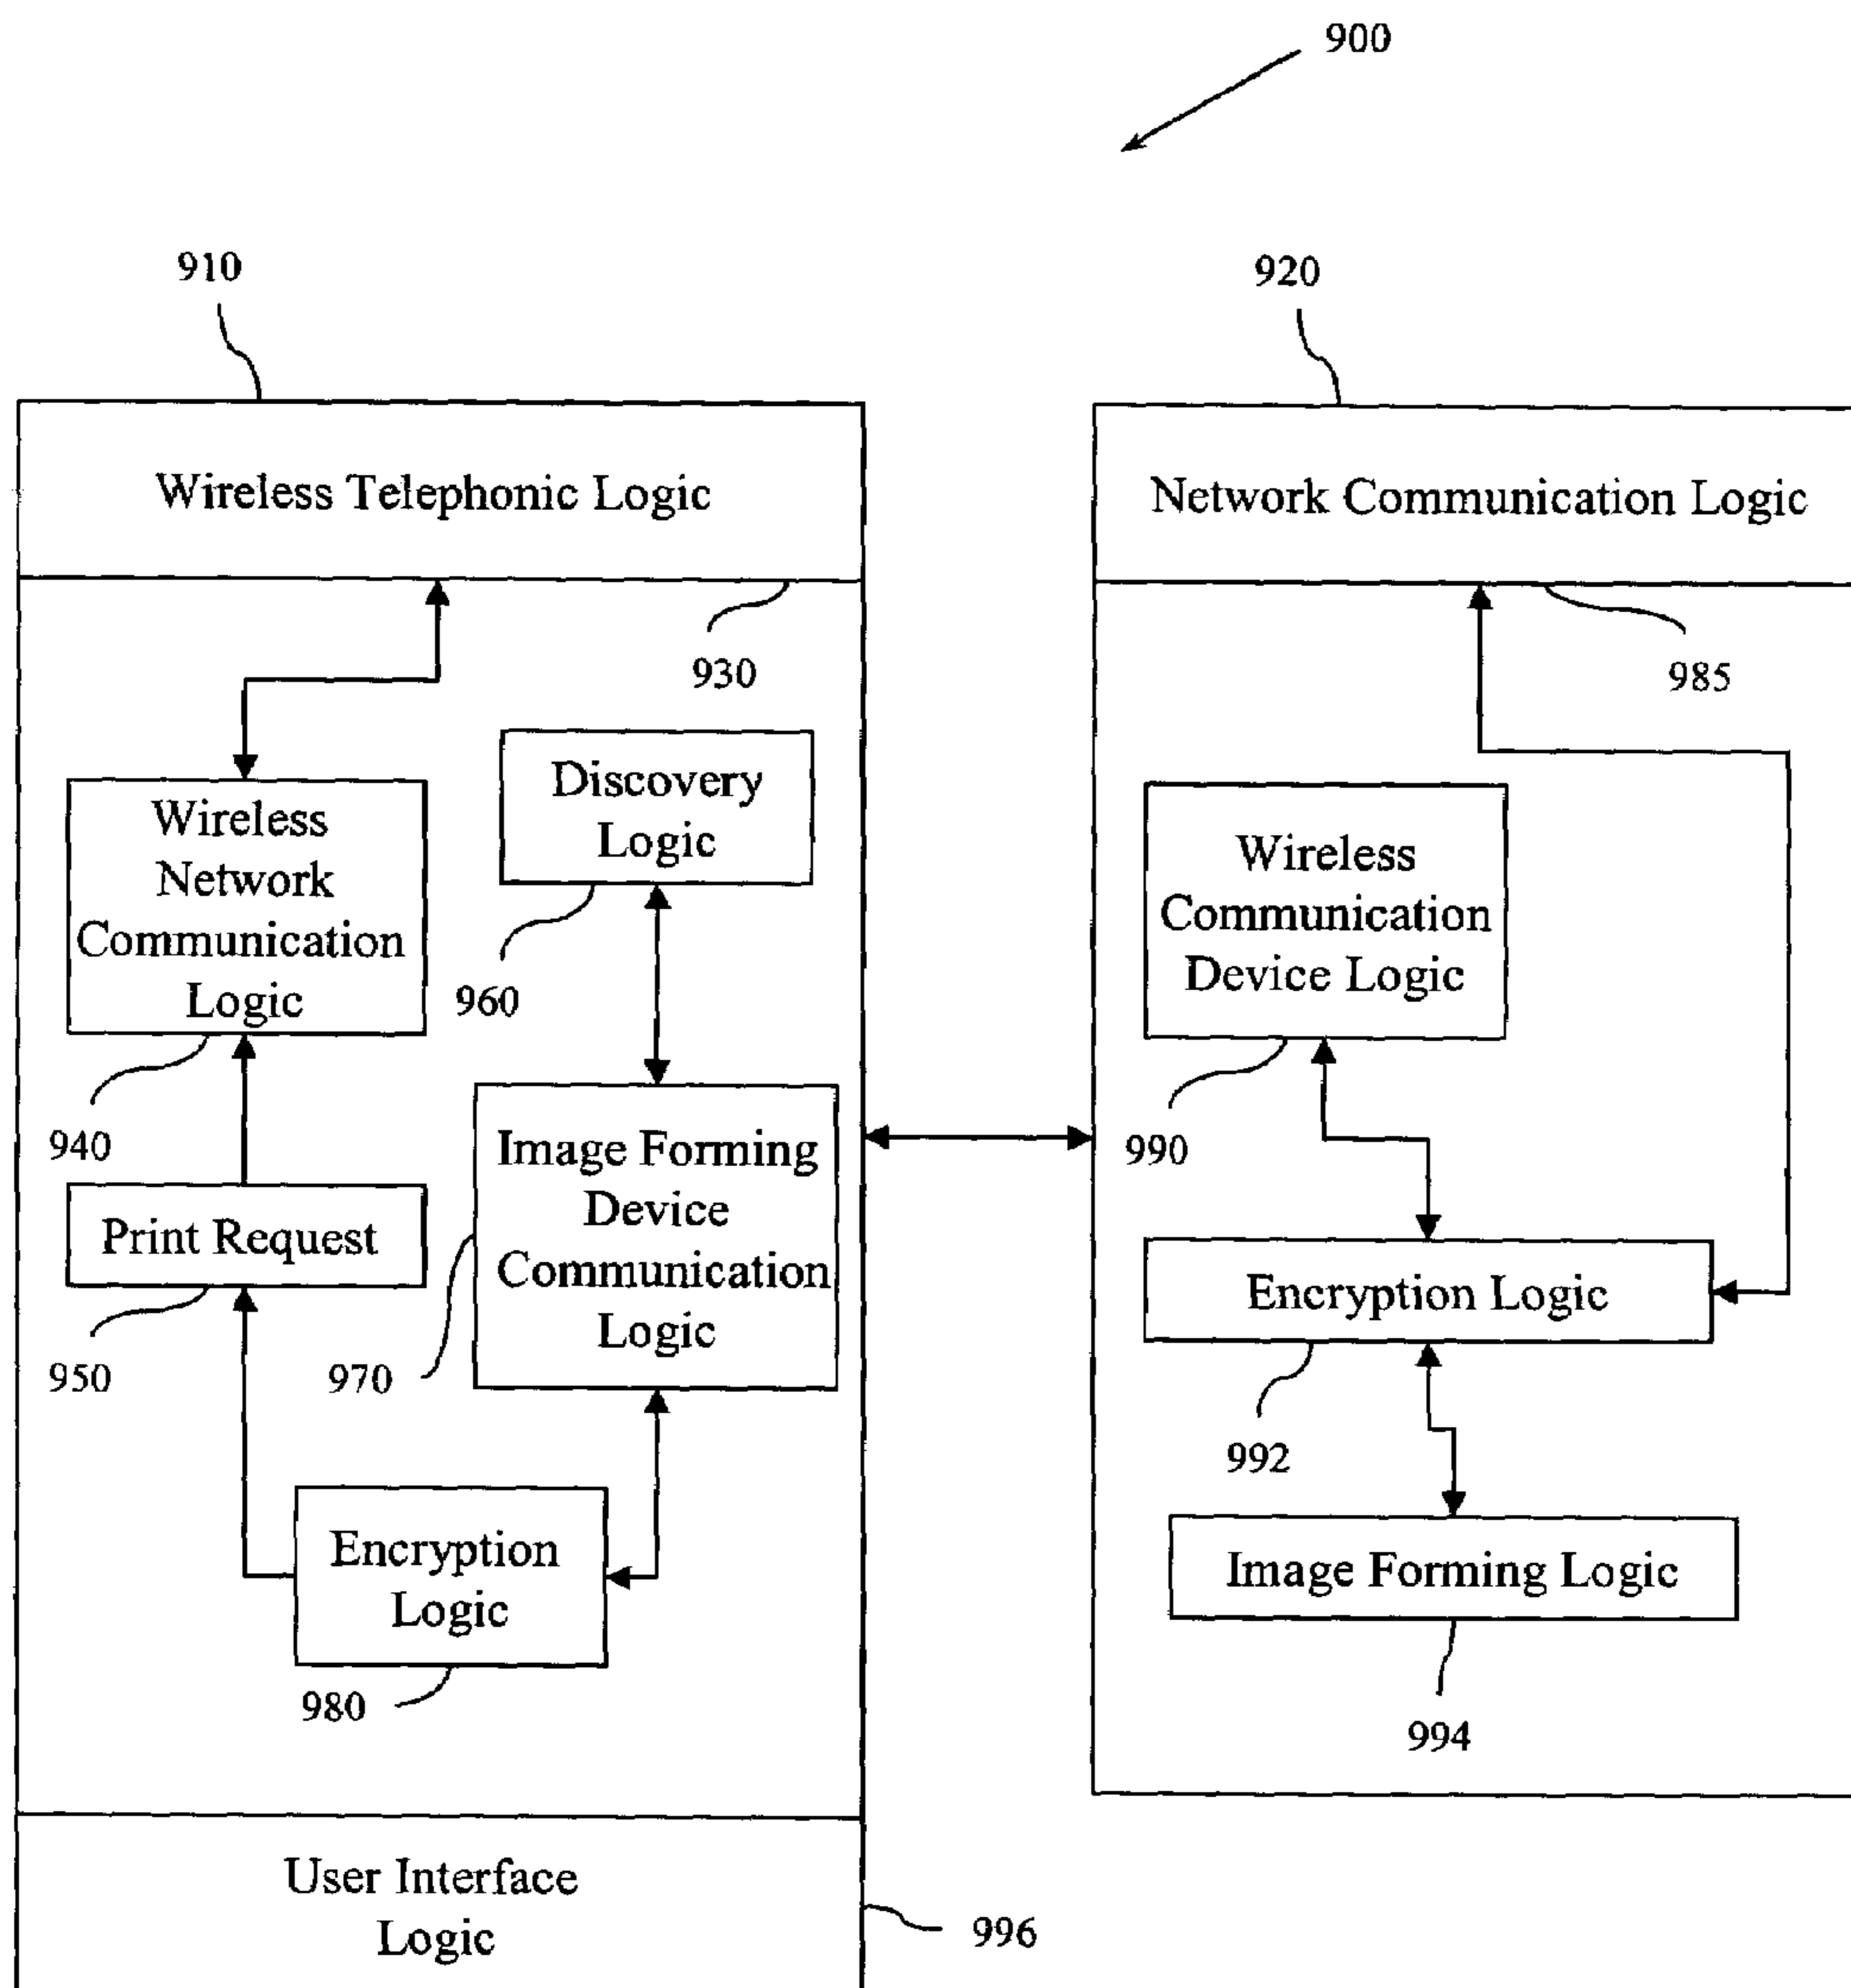 900
910
920
Wireless Telephonic Logic
Network Communication Logic
930
985
Wireless
Network
Communication
Logic
Discovery
Logic
960
940
Wireless
Communication
Device Logic
990
Print Request
950
Image Forming
Device
Communication
Logic
970
Encryption Logic
992
Encryption
Logic
980
Image Forming Logic
994
User Interface
Logic
996